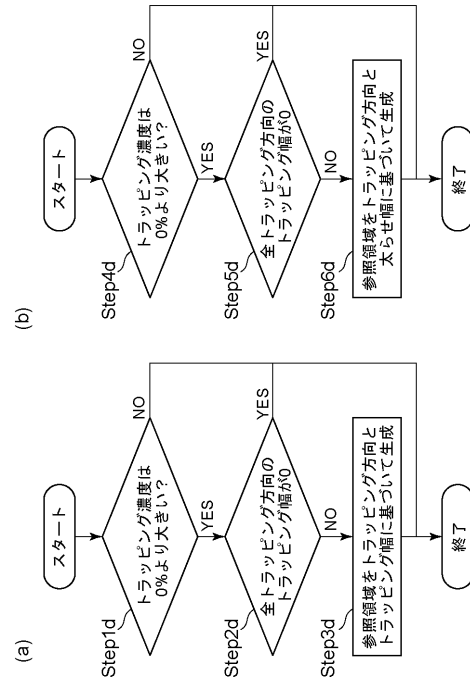 (a)
スタート
Step1d
トラッピング濃度は
0%より大きい?
NO
YES
Step2d
全トラッピング方向の
トラッピング幅が0
YES
NO
Step3d
参照領域をトラッピング方向と
トラッピング幅に基づいて生成
終了
(b)
スタート
Step4d
トラッピング濃度は
0%より大きい?
NO
YES
Step5d
全トラッピング方向の
トラッピング幅が0
YES
NO
Step6d
参照領域をトラッピング方向と
太らせ幅に基づいて生成
終了